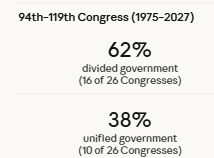 94th-119th Congress (1975-2027)
62%
divided government
(16 of 26 Congresses)
38%
unified government
(10 of 26 Congresses)